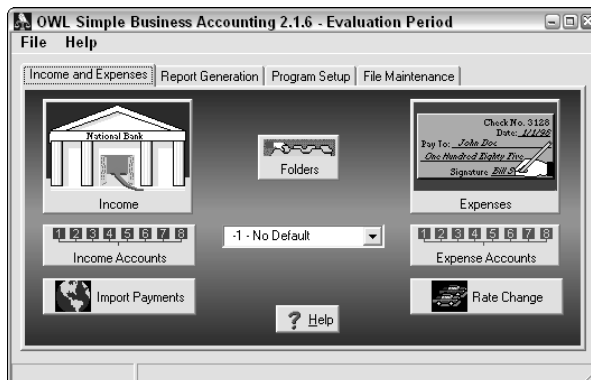 OWL Simple Business Accounting 2.1.6 - Evaluation Period
File Help
Income and Expenses Report Generation Program Setup File Maintenance
National Bank
Income
Folders
Check No. 3128
Date: 1/1/98
Pay To: John Doe
One Hundred Eighty Five
Signature Bill S
Expenses
1 2 3 4 5 6 7 8
Income Accounts
-1 - No Default
1 2 3 4 5 6 7 8
Expense Accounts
Import Payments
Rate Change
? Help